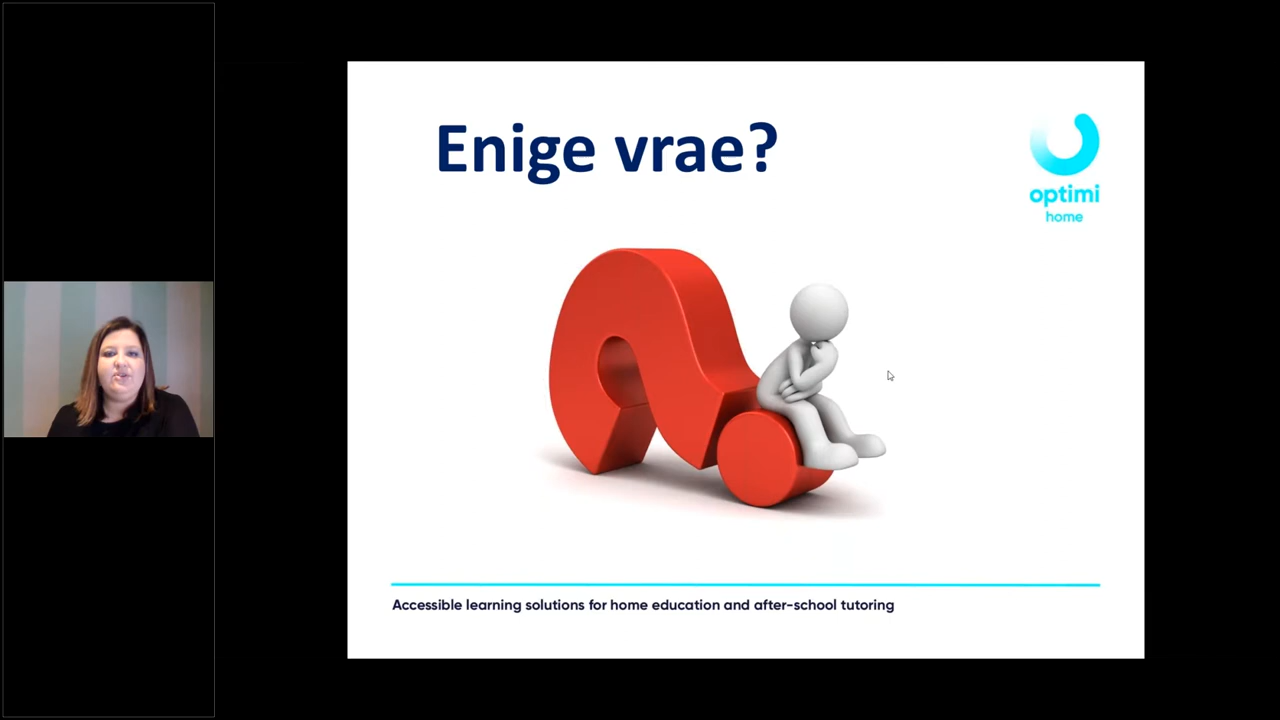 Enige vrae?
optimi
home
Accessible learning solutions for home education and after-school tutoring